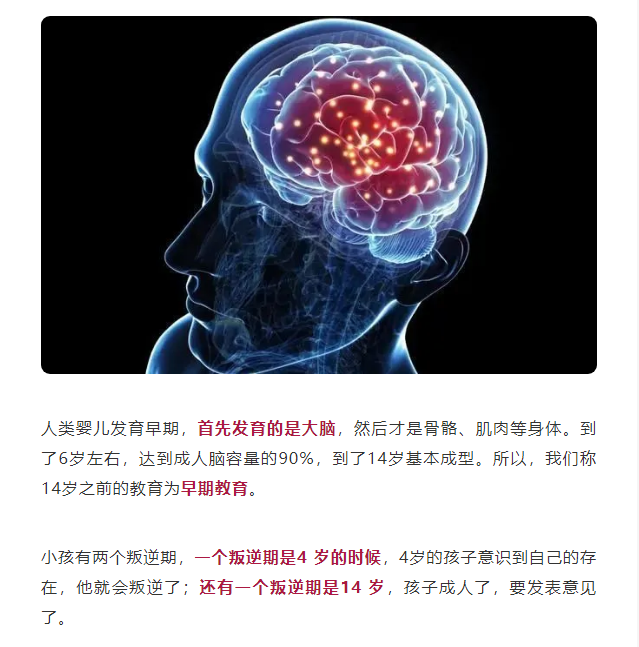 人类婴儿发育早期，首先发育的是大脑，然后才是骨骼、肌肉等身体。到
了6岁左右，达到成人脑容量的90%，到了14岁基本成型。所以，我们称
14岁之前的教育为早期教育。
小孩有两个叛逆期，一个叛逆期是4 岁的时候，4岁的孩子意识到自己的存
在，他就会叛逆了；还有一个叛逆期是14 岁，孩子成人了，要发表意见
了。